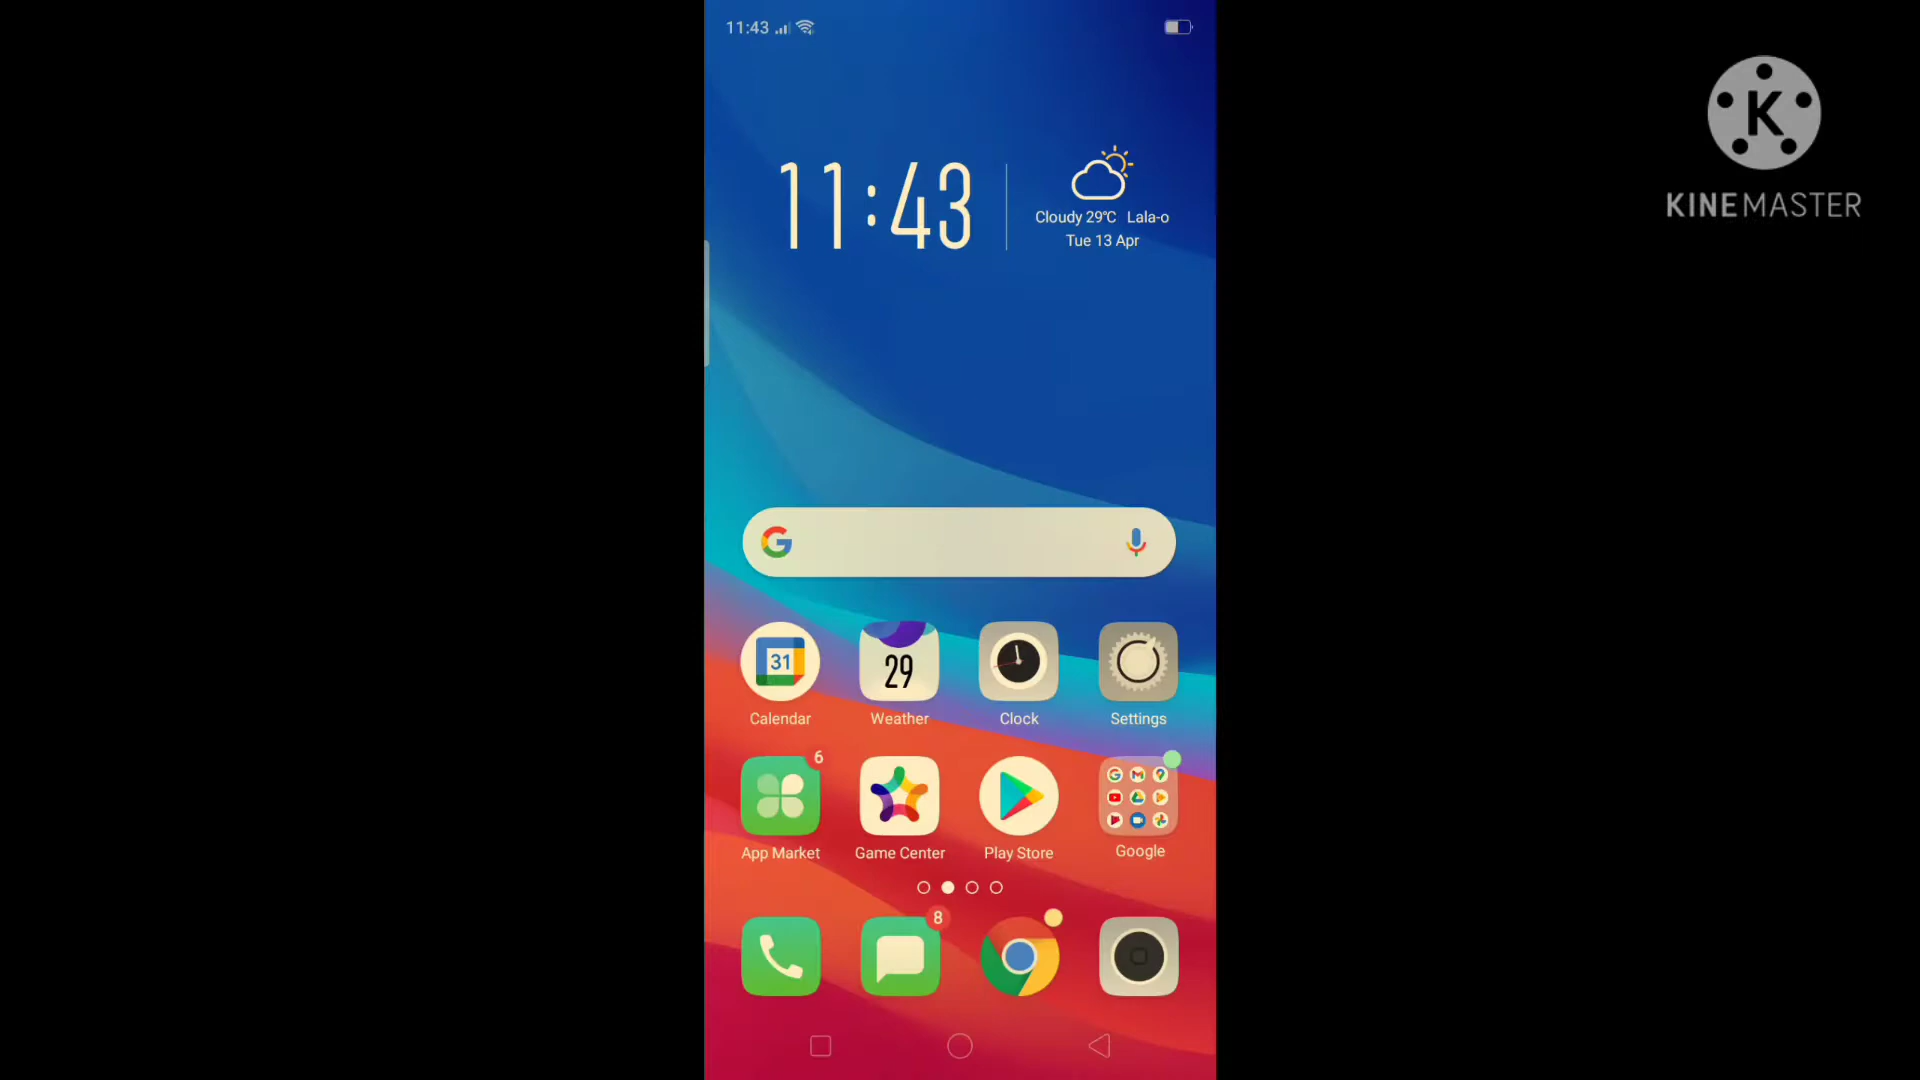 11:43
K
KINEMASTER
11:43
Cloudy 29℃ Lala-o
Tue 13 Apr
G
31
29
Calendar
Weather
Clock
Settings
6
App Market
Game Center
Play Store
Google
8